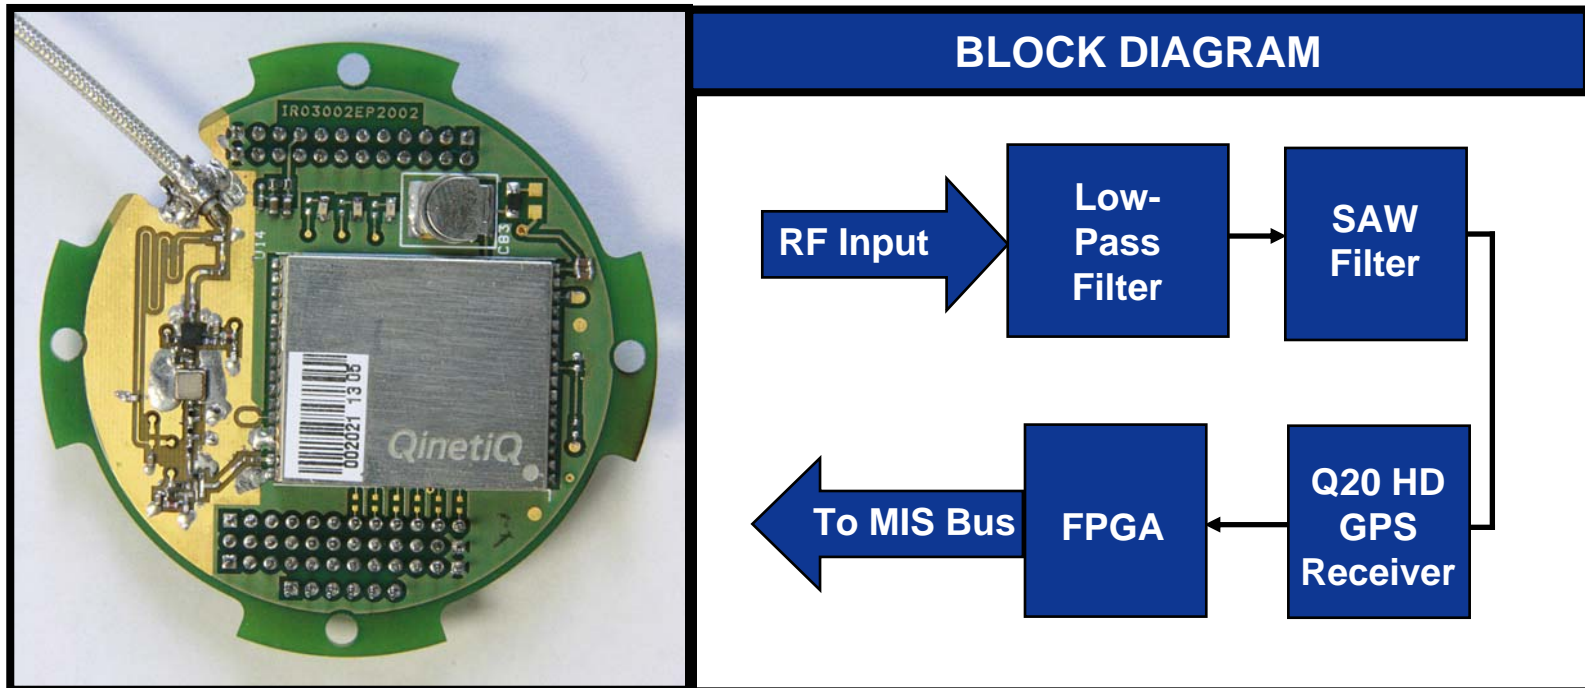 IR03002EP2002
U14
C83
002021 13 05
QinetiQ
BLOCK DIAGRAM
RF Input
Low-
Pass
Filter
SAW
Filter
To MIS Bus
FPGA
Q20 HD
GPS
Receiver